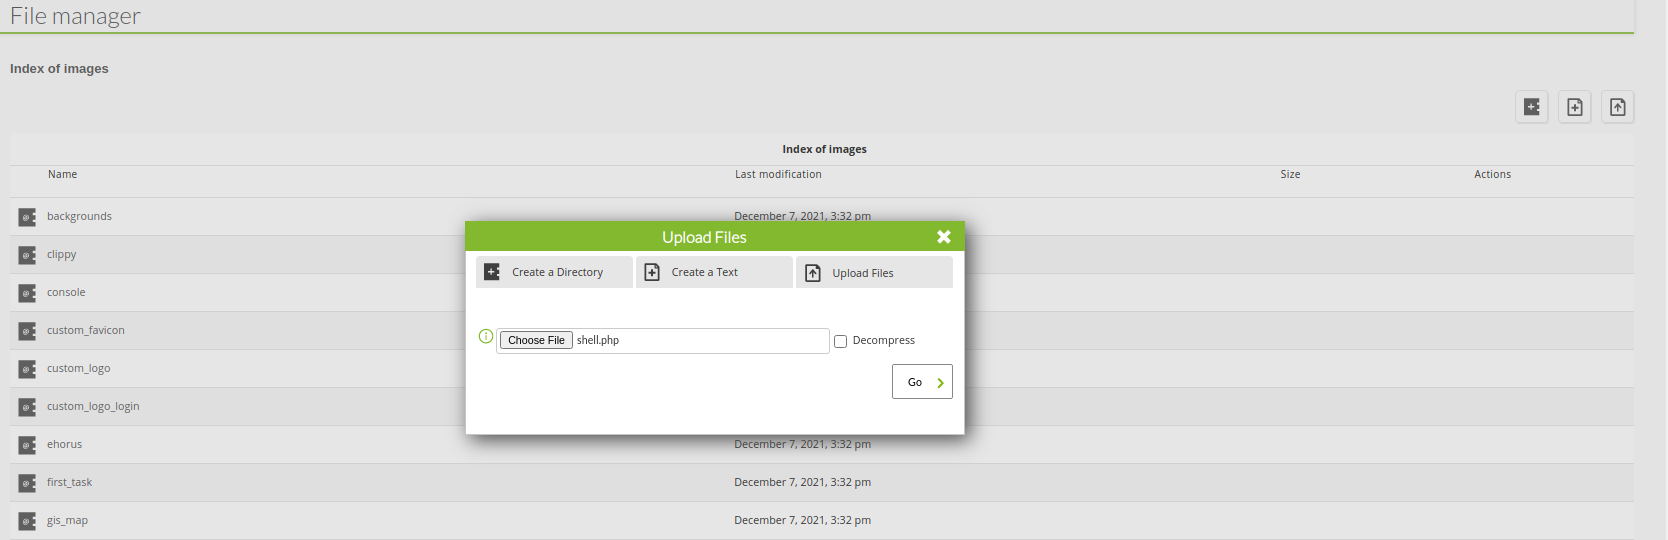 File manager
Index of images
Index of images
Name Last modification Size Actions
backgrounds December 7, 2021, 3:32 pm
Upload Files
clippy
Create a Directory Create a Text Upload Files
console
custom_favicon
Choose File shell.php Decompress
custom_logo
Go
custom_logo_login
ehorus December 7, 2021, 3:32 pm
first_task December 7, 2021, 3:32 pm
gis_map December 7, 2021, 3:32 pm